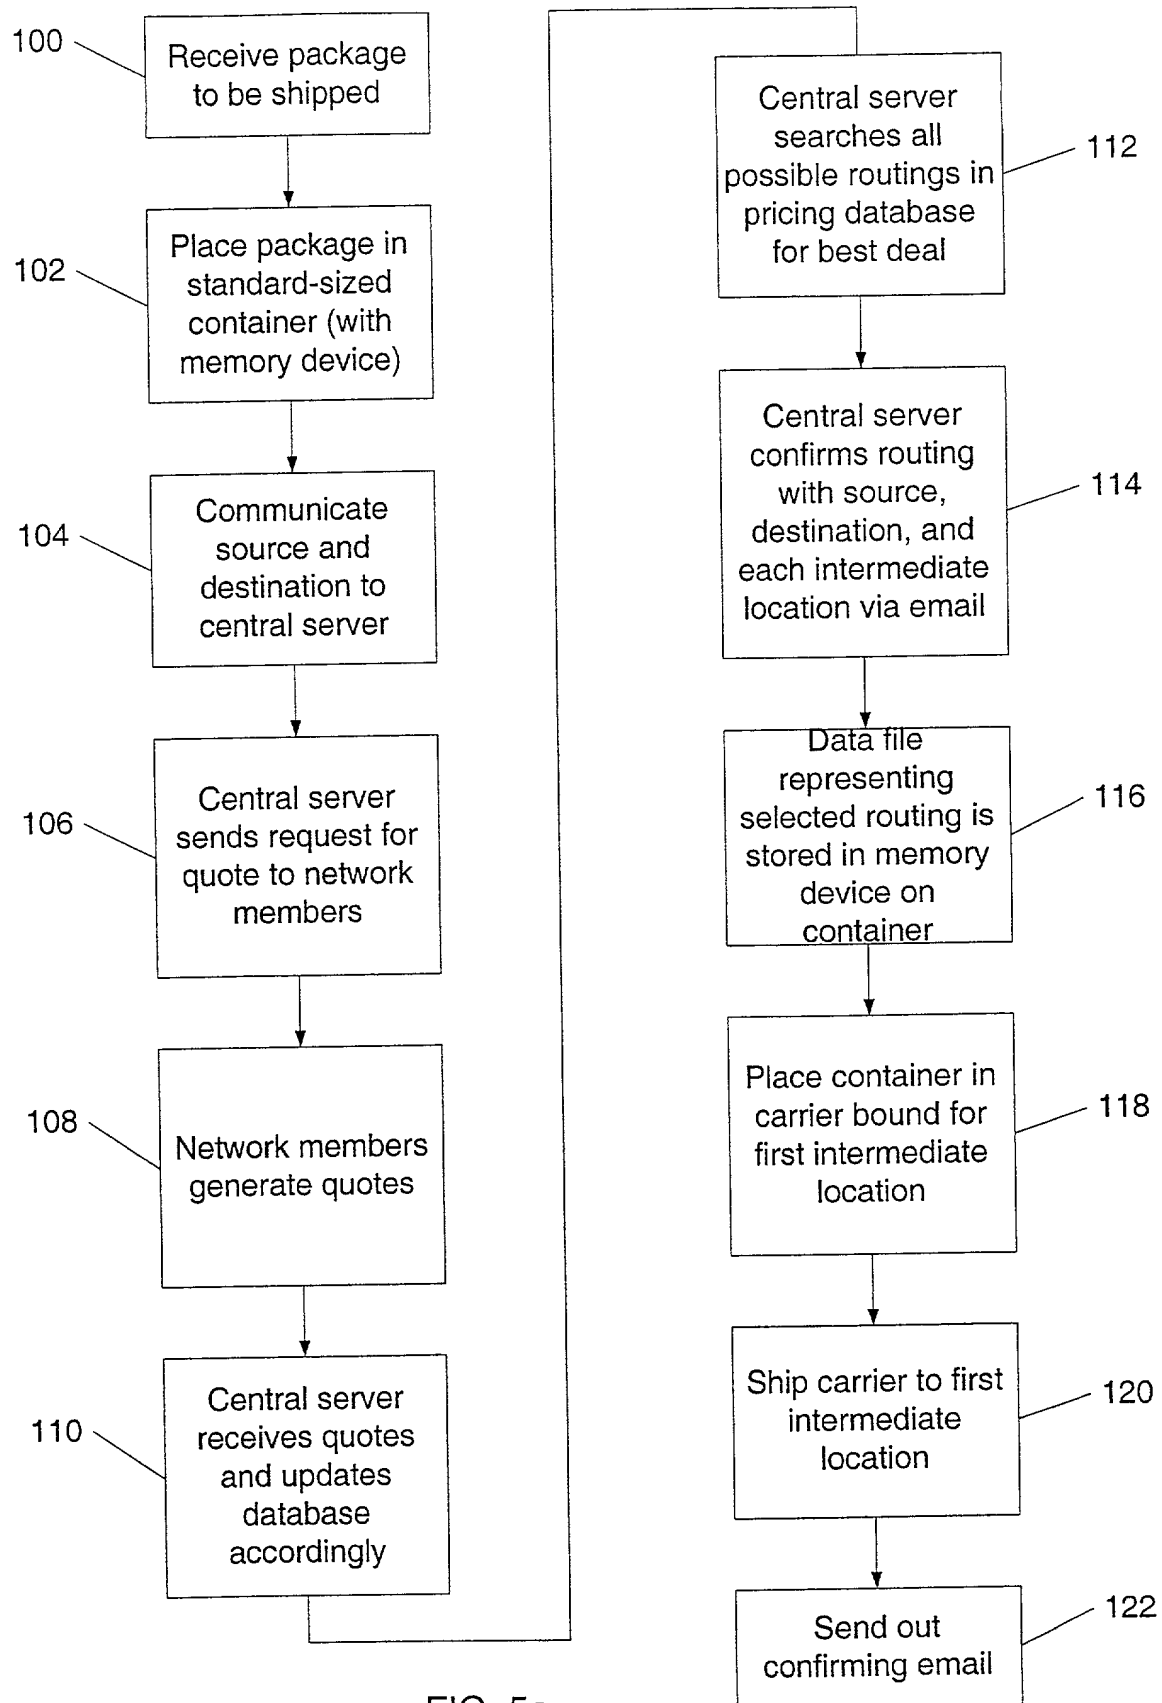 100
Receive package
to be shipped
102
Place package in
standard-sized
container (with
memory device)
104
Communicate
source and
destination to
central server
106
Central server
sends request for
quote to network
members
108
Network members
generate quotes
110
Central server
receives quotes
and updates
database
accordingly
Central server
searches all
possible routings in
pricing database
for best deal
112
Central server
confirms routing
with source,
destination, and
each intermediate
location via email
114
Data file
representing
selected routing is
stored in memory
device on
container
116
Place container in
carrier bound for
first intermediate
location
118
Ship carrier to first
intermediate
location
120
Send out
confirming email
122